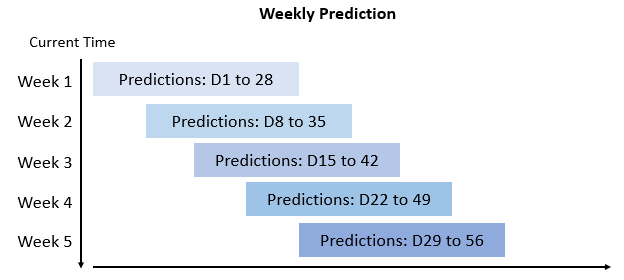 Weekly Prediction
Current Time
Week 1
Predictions: D1 to 28
Week 2
Predictions: D8 to 35
Week 3
Predictions: D15 to 42
Week 4
Predictions: D22 to 49
Week 5
Predictions: D29 to 56